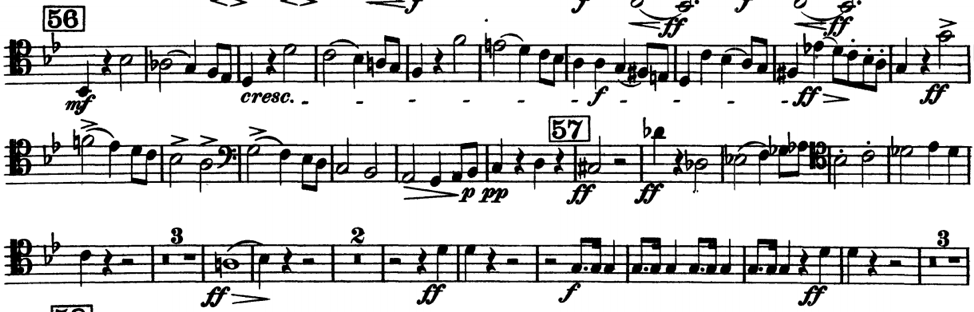 f f ff f ff
56
mf cresc. f ff ff
57
p pp ff ff
3 2 3
ff ff f ff